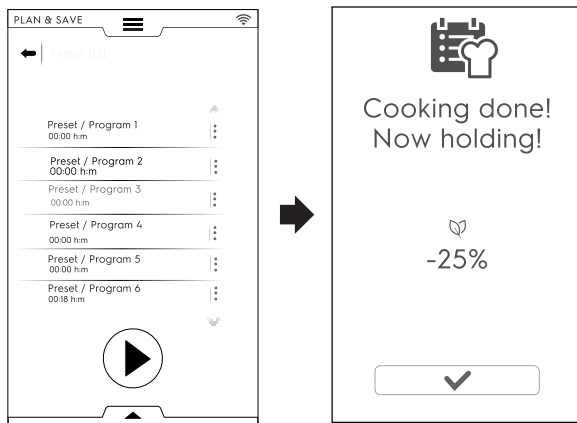 PLAN & SAVE
New list
Preset / Program 1
00:00 h:m
Preset / Program 2
00:00 h:m
Preset / Program 3
00:00 h:m
Preset / Program 4
00:00 h:m
Preset / Program 5
00:00 h:m
Preset / Program 6
00:18 h:m
Cooking done!
Now holding!
-25%